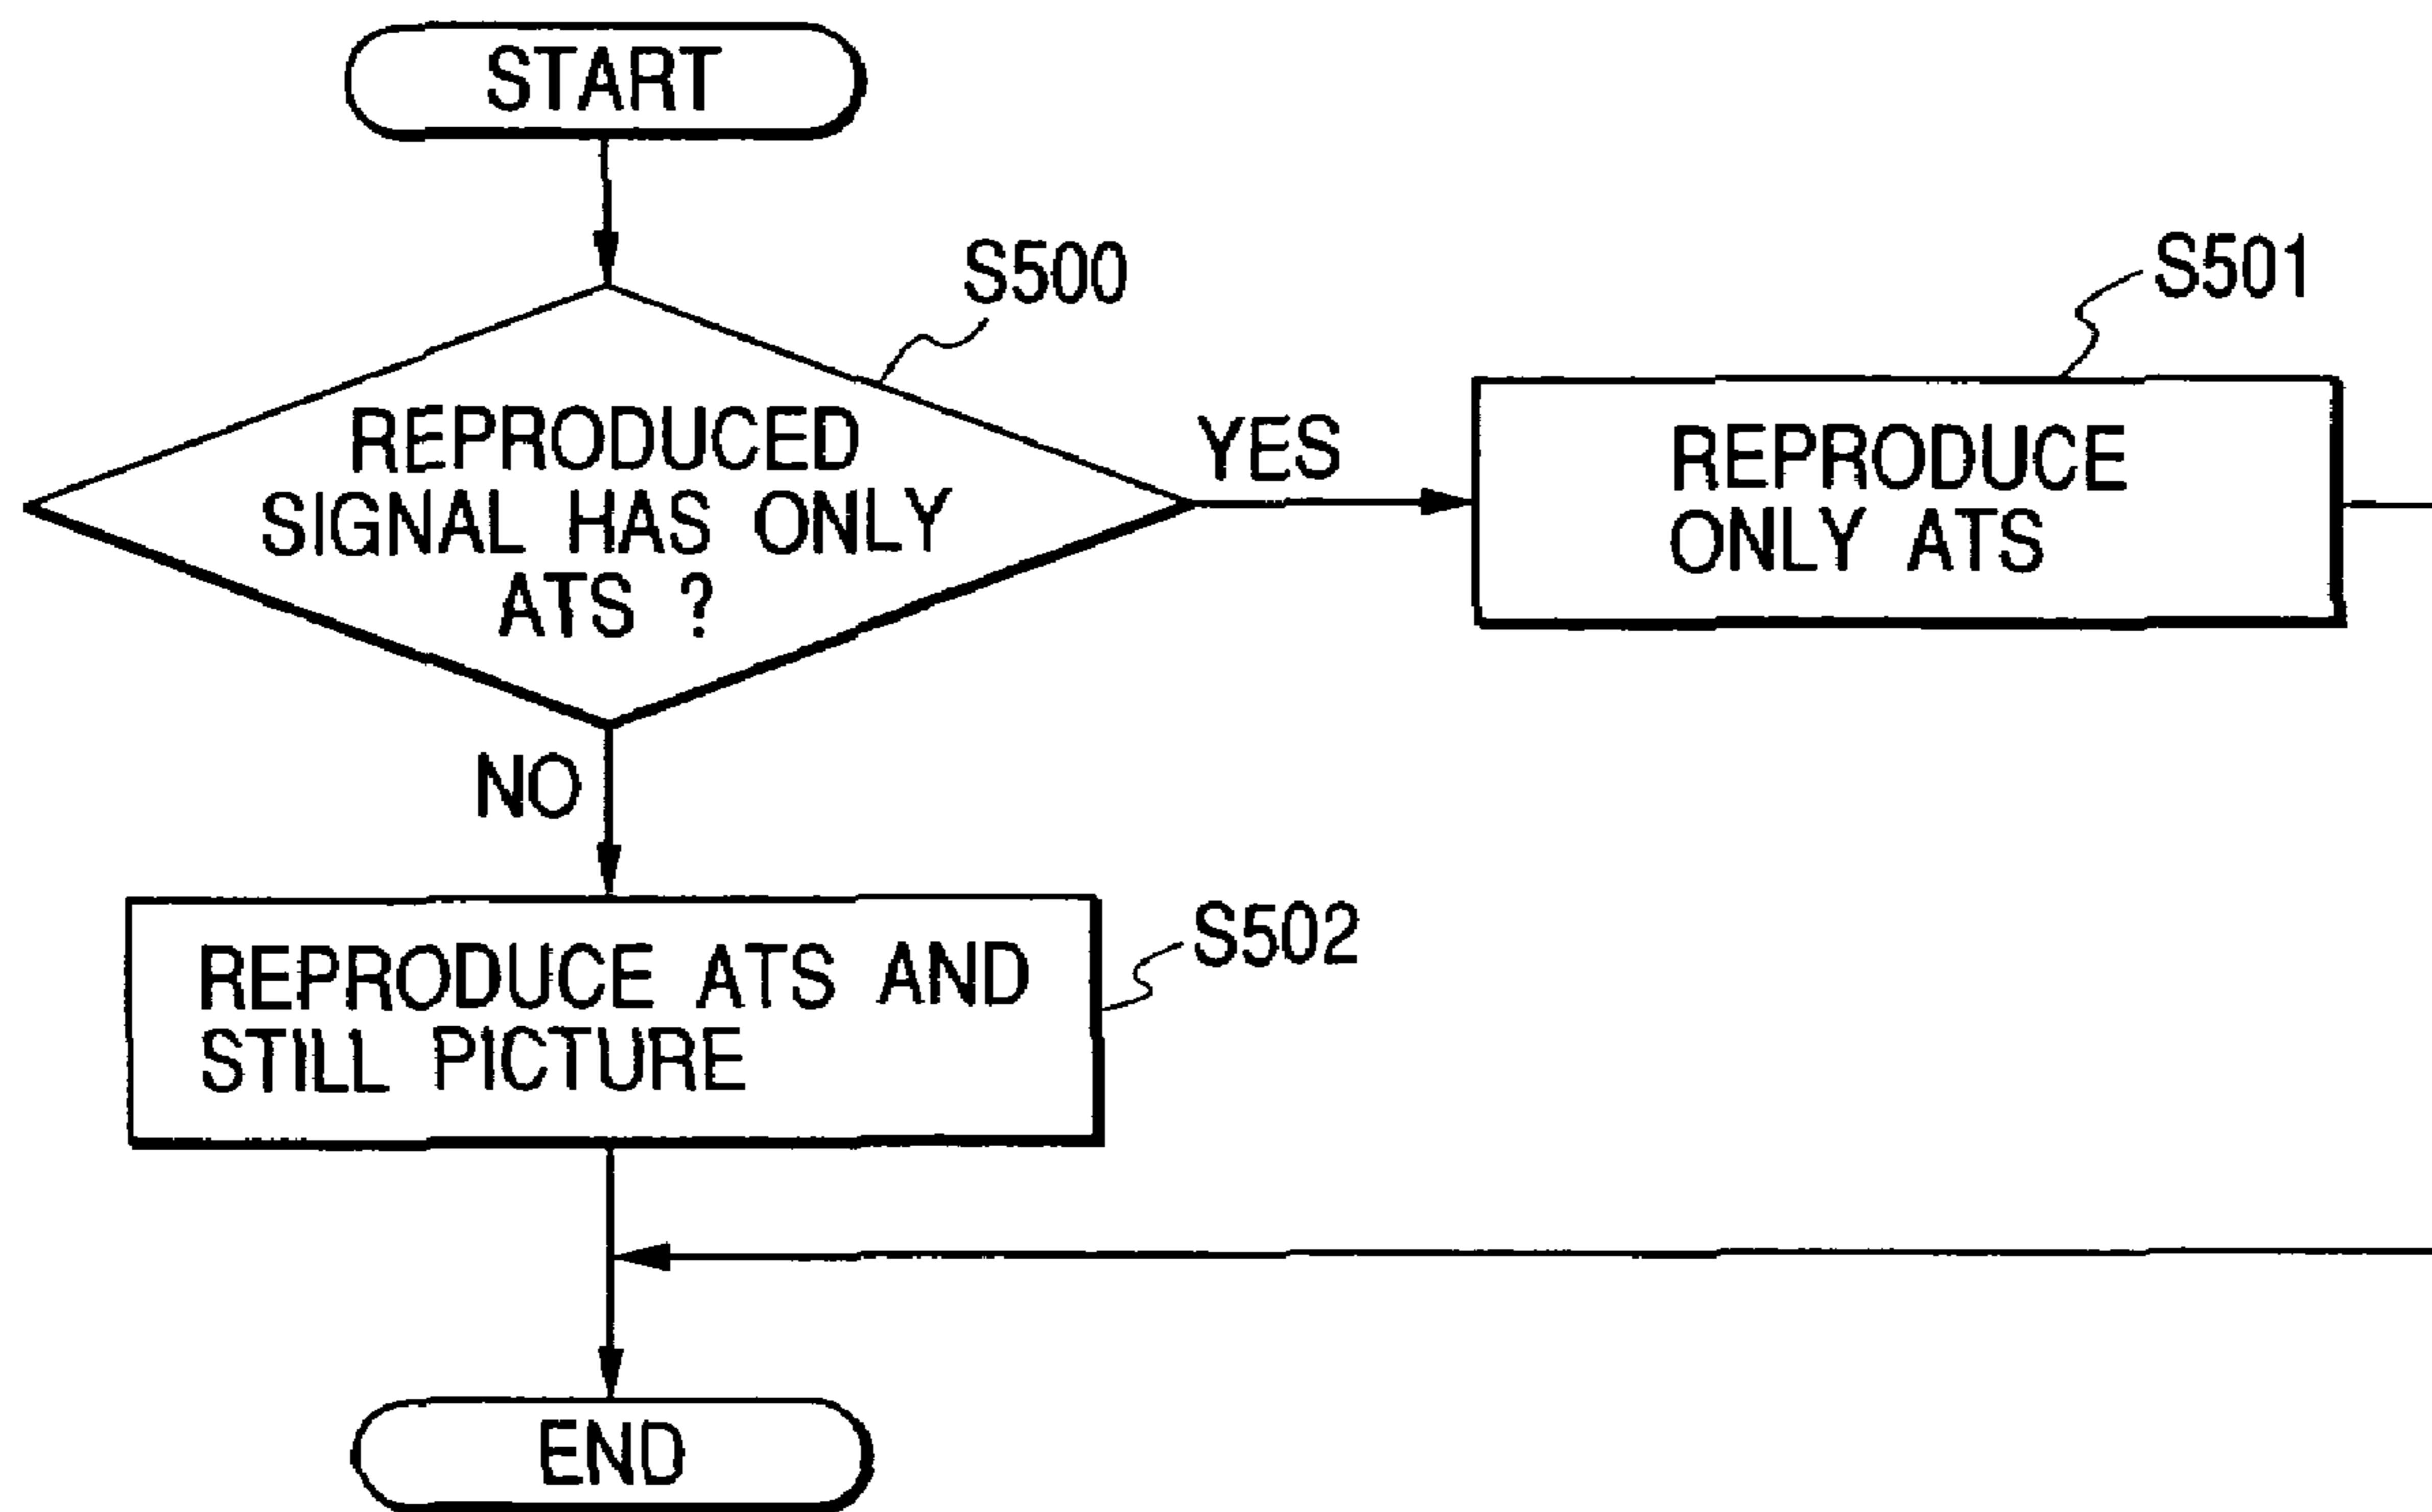 START
S500
S501
REPRODUCED
SIGNAL HAS ONLY
ATS ?
YES
REPRODUCE
ONLY ATS
NO
REPRODUCE ATS AND
STILL PICTURE
S502
END